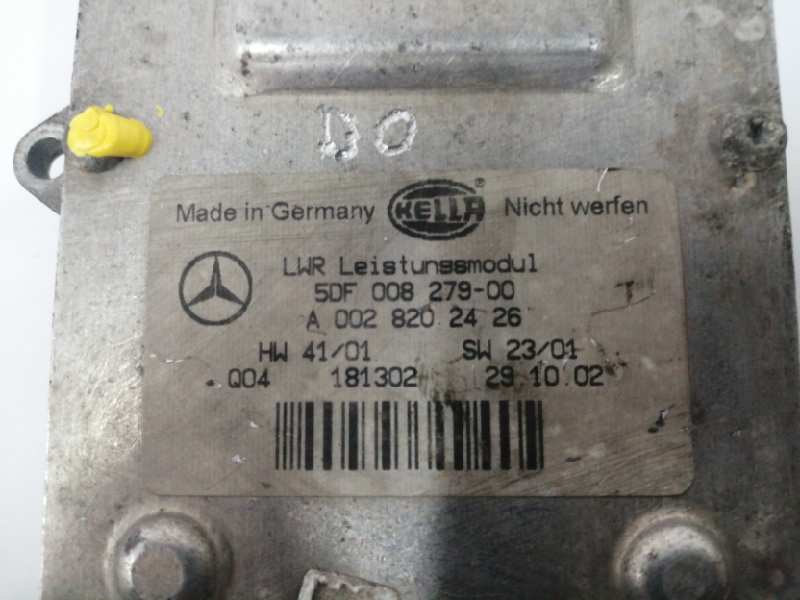 Made in Germany HELLA ® Nicht werfen
LWR Leistungsmodul
5DF 008 279-00
A 002 820 24 26
HW 41/01 SW 23/01
Q04 181302 29.10.02